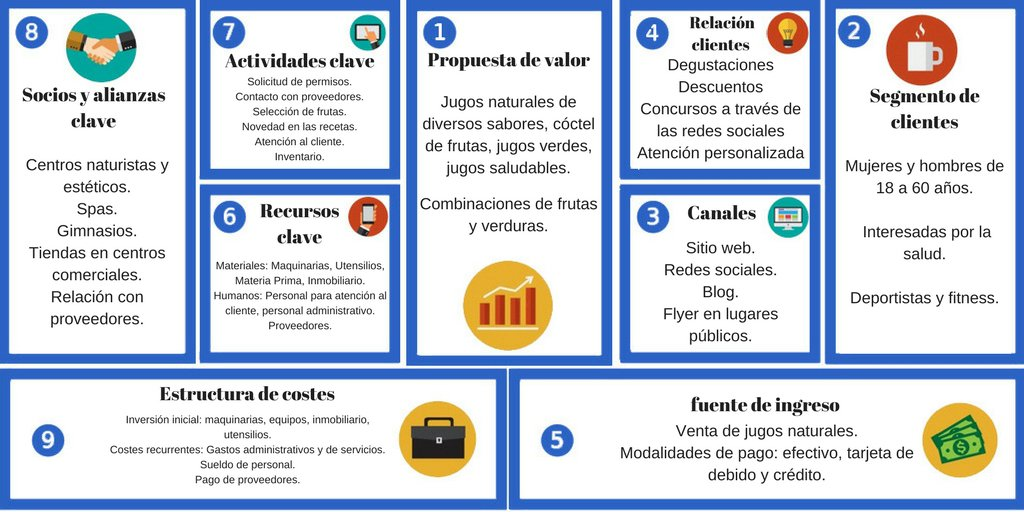 8
Socios y alianzas
clave
Centros naturistas y
estéticos.
Spas.
Gimnasios.
Tiendas en centros
comerciales.
Relación con
proveedores.
7
Actividades clave
Solicitud de permisos.
Contacto con proveedores.
Selección de frutas.
Novedad en las recetas.
Atención al cliente.
Inventario.
6
Recursos
clave
Materiales: Maquinarias, Utensilios,
Materia Prima, Inmobiliario.
Humanos: Personal para atención al
cliente, personal administrativo.
Proveedores.
1
Propuesta de valor
Jugos naturales de
diversos sabores, cóctel
de frutas, jugos verdes,
jugos saludables.
Combinaciones de frutas
y verduras.
4
Relación
clientes
Degustaciones
Descuentos
Concursos a través de
las redes sociales
Atención personalizada
3
Canales
Sitio web.
Redes sociales.
Blog.
Flyer en lugares
públicos.
2
Segmento de
clientes
Mujeres y hombres de
18 a 60 años.
Interesadas por la
salud.
Deportistas y fitness.
9
Estructura de costes
Inversión inicial: maquinarias, equipos, inmobiliario,
utensilios.
Costes recurrentes: Gastos administrativos y de servicios.
Sueldo de personal.
Pago de proveedores.
5
fuente de ingreso
Venta de jugos naturales.
Modalidades de pago: efectivo, tarjeta de
debido y crédito.